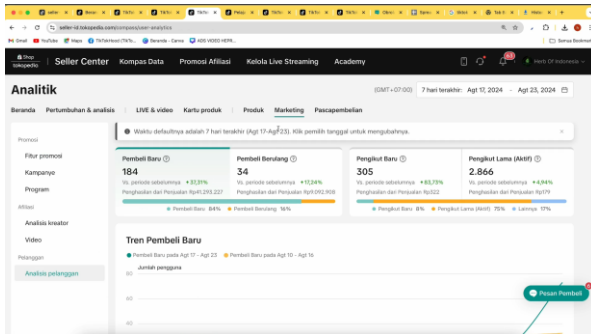 seller-id.tokopedia.com/compass/user-analytics
Gmail YouTube Maps Beranda - Canva
Semua Bookmark
Shop tokopedia | Seller Center Kompas Data Promosi Afiliasi Kelola Live Streaming Academy Herb Of Indonesia
Analitik
(GMT+07:00) 7 hari terakhir: Agt 17, 2024 - Agt 23, 2024
Beranda Pertumbuhan & analisis LIVE & video Kartu produk Produk Marketing Pascapembelian
Waktu defaultnya adalah 7 hari terakhir (Agt 17-Agt 23). Klik pemilih tanggal untuk mengubahnya.
Promosi
Fitur promosi
Kampanye
Program
Afiliasi
Analisis kreator
Video
Pelanggan
Analisis pelanggan
Pembeli Baru
184
Vs. periode sebelumnya
Penghasilan dari Penjualan Rp41.293.227
Pembeli Berulang
34
Vs. periode sebelumnya +17,24%
Penghasilan dari Penjualan Rp9.092.908
Pembeli Baru 84% Pembeli Berulang 16%
Pengikut Baru
305
Vs. periode sebelumnya +83,73%
Penghasilan dari Penjualan Rp322
Pengikut Lama (Aktif)
2.866
Vs. periode sebelumnya +4,94%
Penghasilan dari Penjualan Rp179
Pengikut Baru 8% Pengikut Lama (Aktif) 75% Lainnya 17%
Tren Pembeli Baru
Pembeli Baru pada Agt 17 - Agt 23 Pembeli Baru pada Agt 10 - Agt 16
Jumlah pengguna
80
60
40
Pesan Pembeli